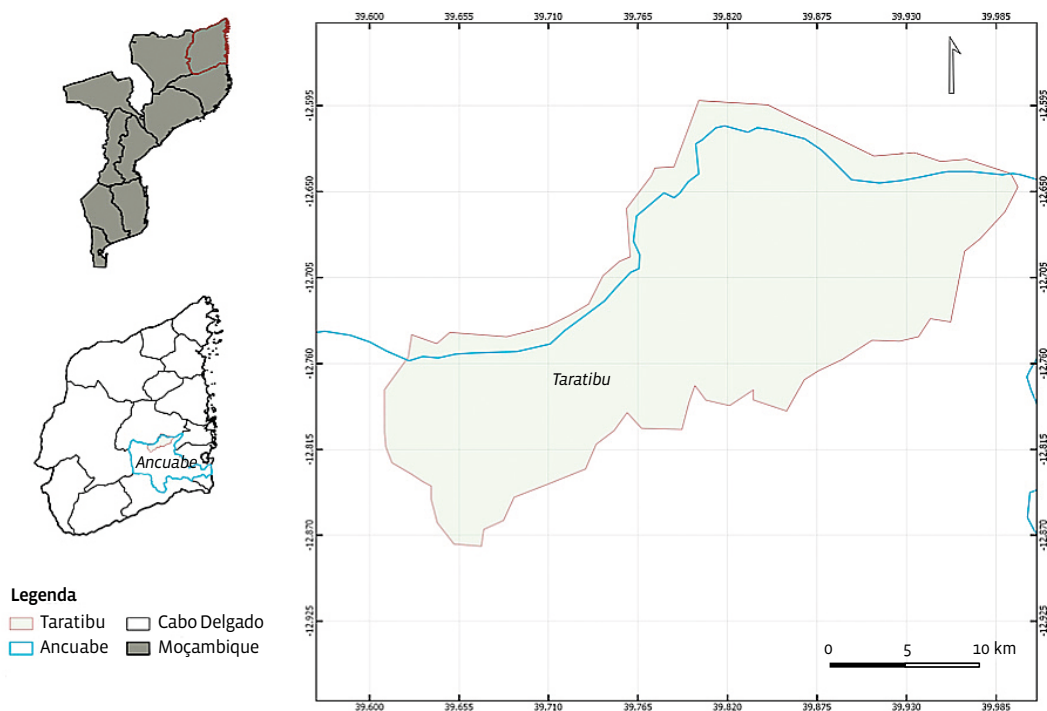 39.600 39.655 39.710 39.765 39.820 39.875 39.930 39.985
-12.595 -12.595
-12.650 -12.650
-12.705 -12.705
-12.760 -12.760
Taratibu
-12.815 -12.815
Ancuabe
-12.870 -12.870
-12.925 -12.925
Legenda
Taratibu Cabo Delgado
Ancuabe Moçambique
0 5 10 km
39.600 39.655 39.710 39.765 39.820 39.875 39.930 39.985